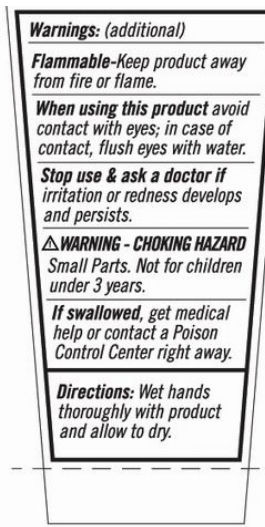 Warnings: (additional)
Flammable-Keep product away
from fire or flame.
When using this product avoid
contact with eyes; in case of
contact, flush eyes with water.
Stop use & ask a doctor if
irritation or redness develops
and persists.
⚠WARNING - CHOKING HAZARD
Small Parts. Not for children
under 3 years.
If swallowed, get medical
help or contact a Poison
Control Center right away.
Directions: Wet hands
thoroughly with product
and allow to dry.